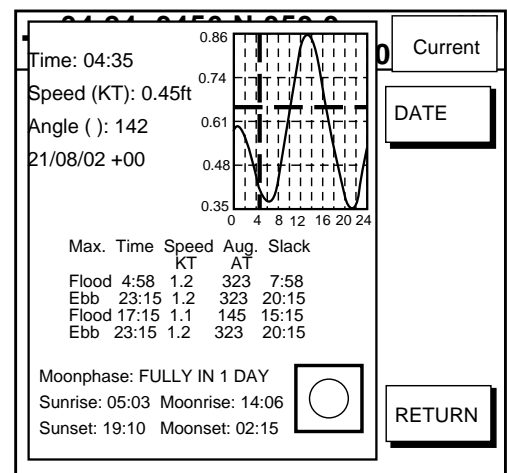 Current
Time: 04:35
Speed (KT): 0.45ft
Angle ( ): 142
21/08/02 +00
0.86
0.74
0.61
0.48
0.35
0 4 8 12 16 20 24
DATE
Max. Time Speed Aug. Slack
KT AT
Flood 4:58 1.2 323 7:58
Ebb 23:15 1.2 323 20:15
Flood 17:15 1.1 145 15:15
Ebb 23:15 1.2 323 20:15
Moonphase: FULLY IN 1 DAY
Sunrise: 05:03 Moonrise: 14:06
Sunset: 19:10 Moonset: 02:15
RETURN